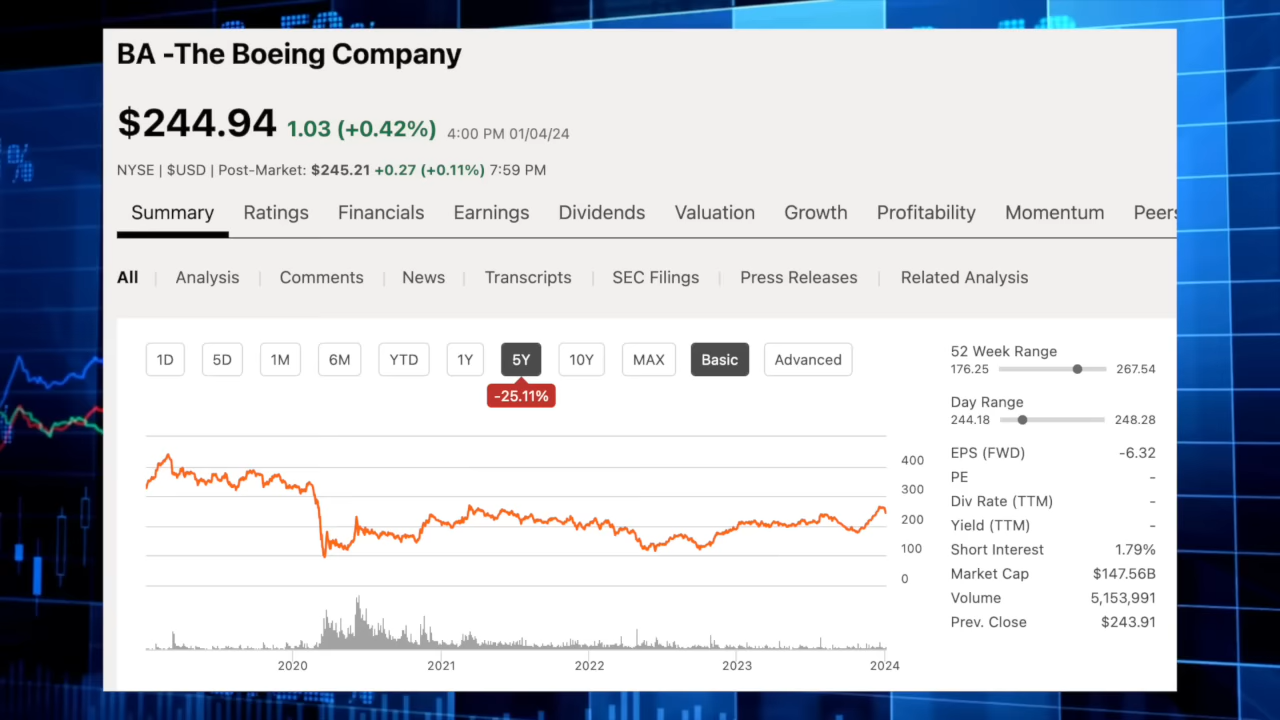 BA -The Boeing Company
$244.94 1.03 (+0.42%) 4:00 PM 01/04/24
NYSE | $USD | Post-Market: $245.21 +0.27 (+0.11%) 7:59 PM
Summary Ratings Financials Earnings Dividends Valuation Growth Profitability Momentum Peers
All | Analysis | Comments | News | Transcripts | SEC Filings | Press Releases | Related Analysis
1D 5D 1M 6M YTD 1Y 5Y 10Y MAX Basic Advanced
-25.11%
400
300
200
100
0
2020 2021 2022 2023 2024
52 Week Range
176.25 267.54
Day Range
244.18 248.28
EPS (FWD) -6.32
PE -
Div Rate (TTM) -
Yield (TTM) -
Short Interest 1.79%
Market Cap $147.56B
Volume 5,153,991
Prev. Close $243.91
%